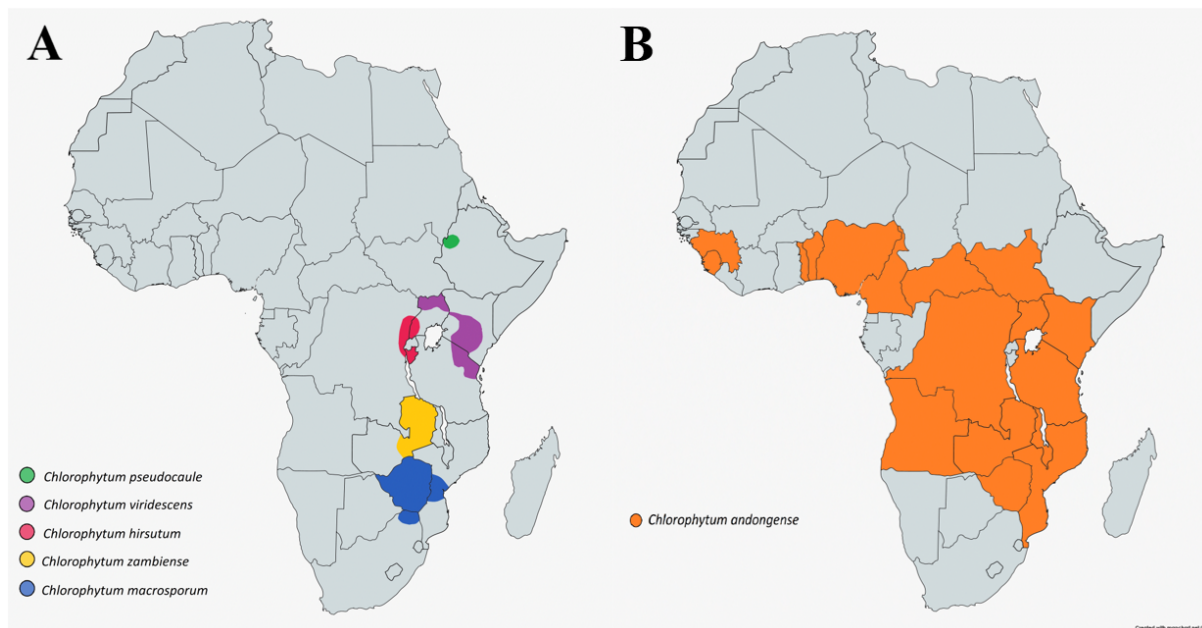 A
B
Chlorophytum pseudocaule
Chlorophytum viridescens
Chlorophytum hirsutum
Chlorophytum zambiense
Chlorophytum macrosporum
Chlorophytum andongense